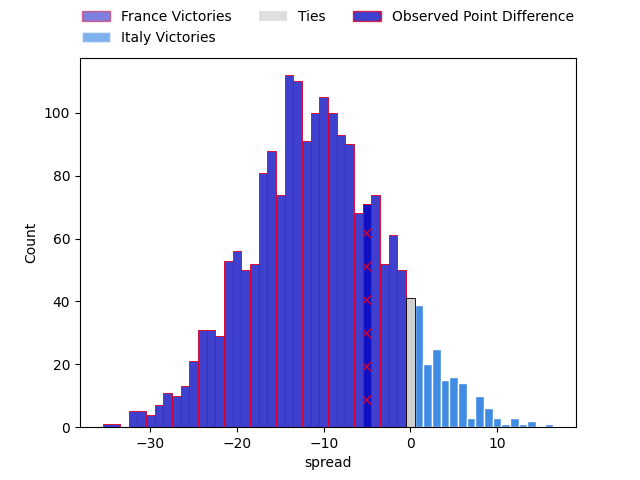 France Victories
Ties
Observed Point Difference
Italy Victories
100
80
60
40
20
0
Count
−30
−20
−10
0
10
spread